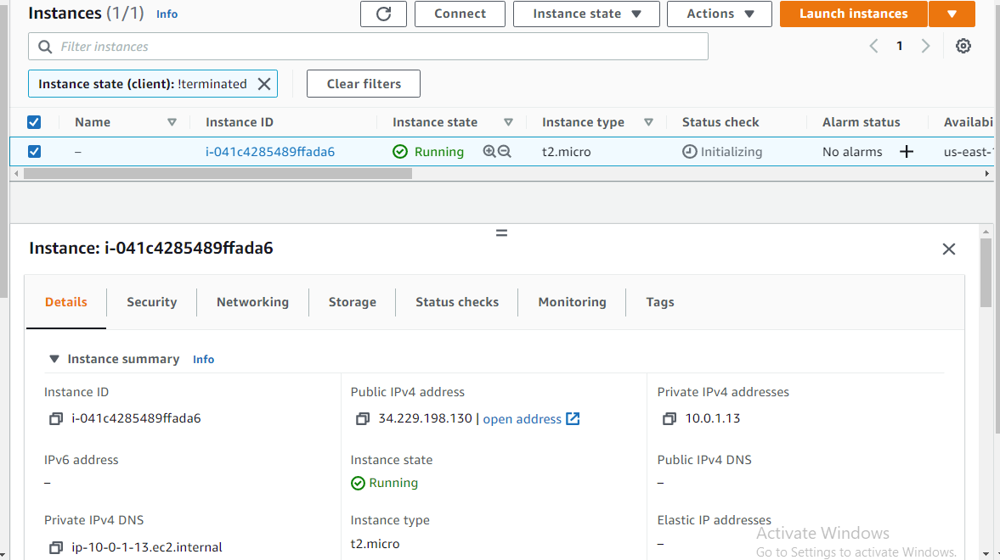 Instances (1/1) Info
Connect Instance state Actions Launch instances
Filter instances 1
Instance state (client): !terminated Clear filters
Name Instance ID Instance state Instance type Status check Alarm status Availabi
– i-041c4285489ffada6 Running t2.micro Initializing No alarms + us-east-1
Instance: i-041c4285489ffada6
Details Security Networking Storage Status checks Monitoring Tags
Instance summary Info
Instance ID Public IPv4 address Private IPv4 addresses
i-041c4285489ffada6 34.229.198.130 | open address 10.0.1.13
IPv6 address Instance state Public IPv4 DNS
– Running –
Private IPv4 DNS Instance type Elastic IP addresses
ip-10-0-1-13.ec2.internal t2.micro –
Activate Windows
Go to Settings to activate Windows.